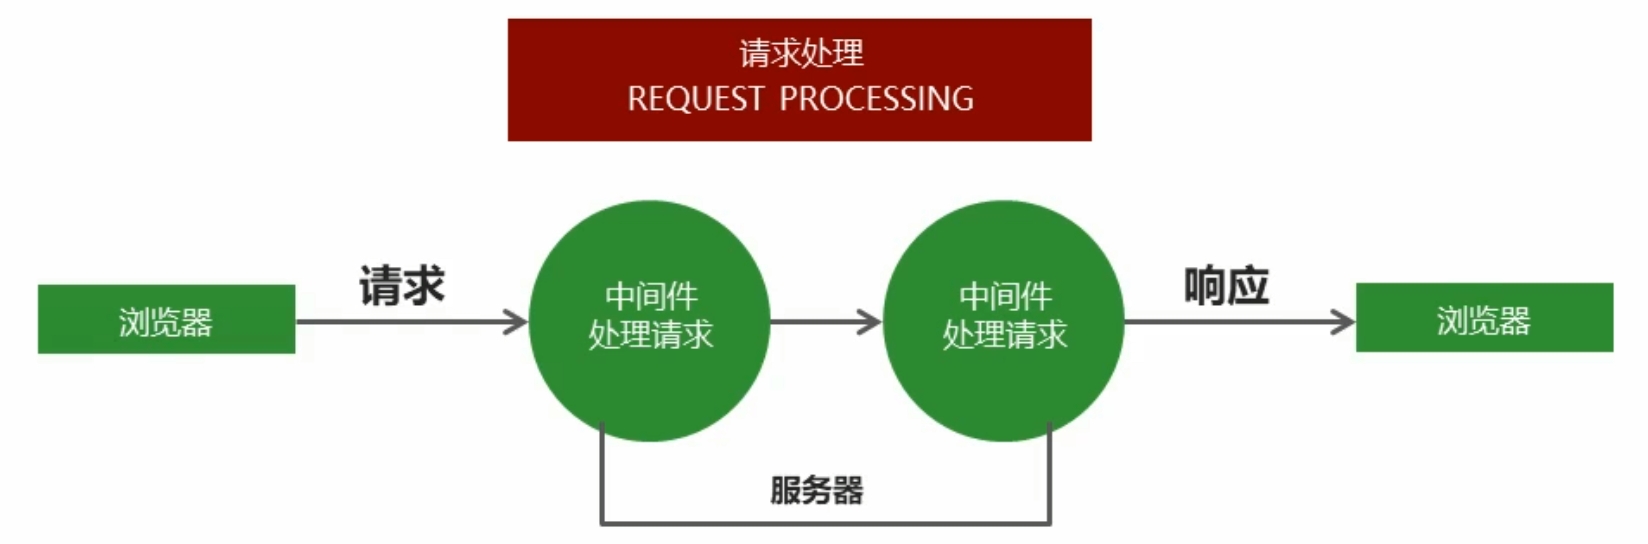 请求处理
REQUEST PROCESSING
浏览器
请求
中间件
处理请求
中间件
处理请求
响应
浏览器
服务器